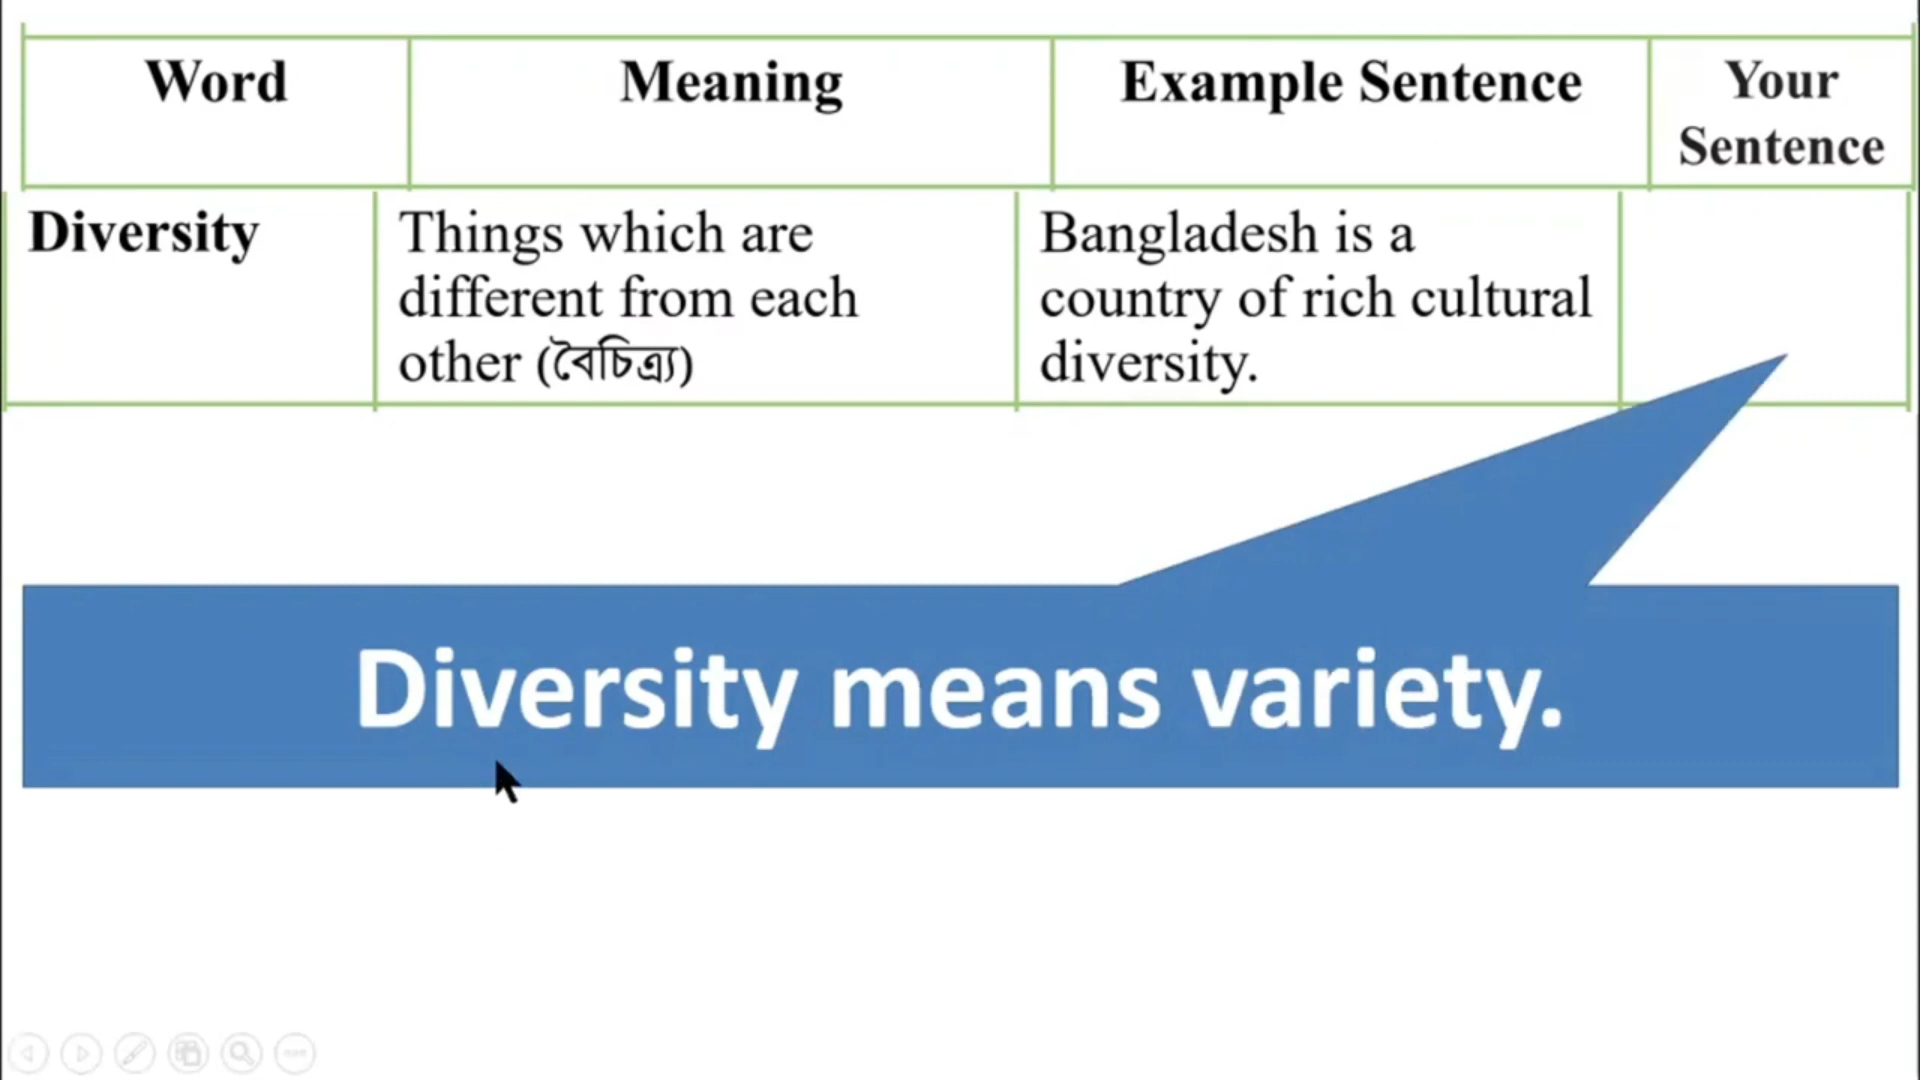 Word
Meaning
Example Sentence
Your
Sentence
Diversity
Things which are
different from each
other (বৈচিত্র্য)
Bangladesh is a
country of rich cultural
diversity.
Diversity means variety.